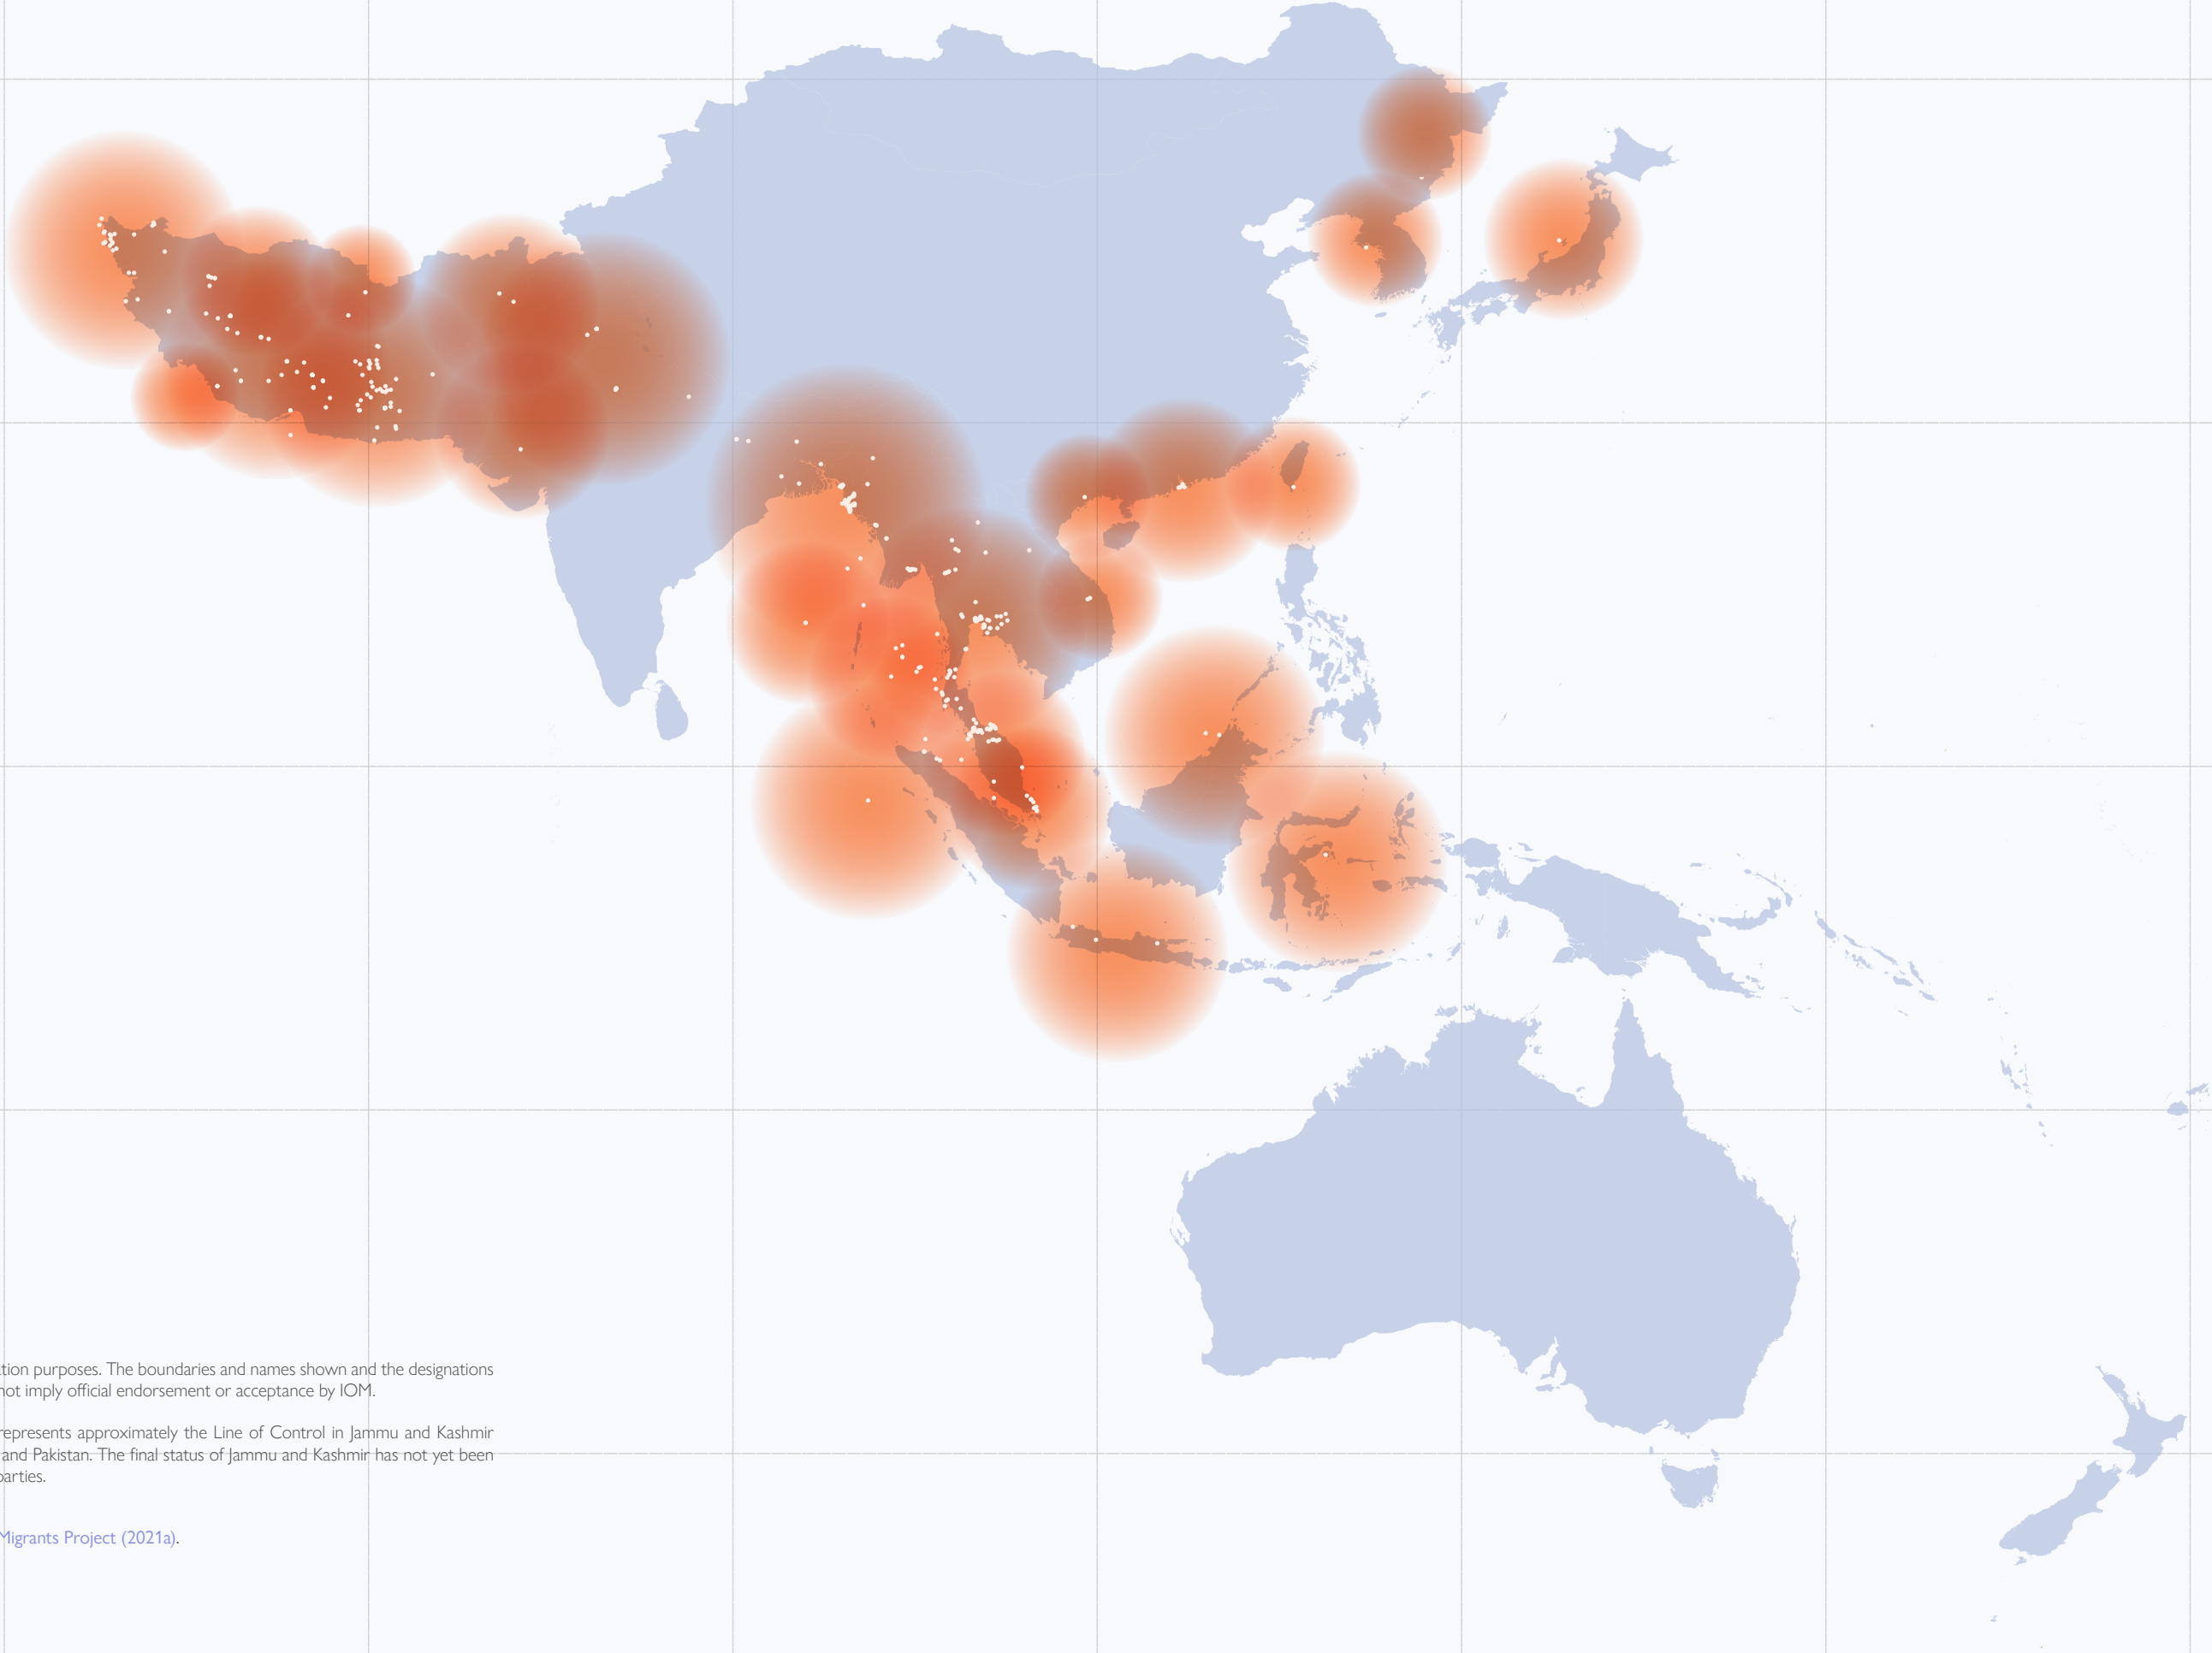 purposes. The boundaries and names shown and the designations
not imply official endorsement or acceptance by IOM.
represents approximately the Line of Control in Jammu and Kashmir
and Pakistan. The final status of Jammu and Kashmir has not yet been
parties.
Migrants Project (2021a).